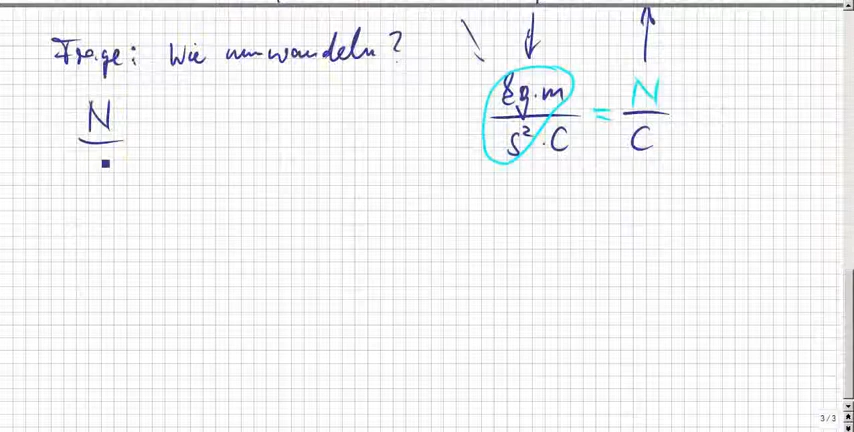 Frage: Wie umwandeln?
kg·m / s²·C = N / C
N
3/3